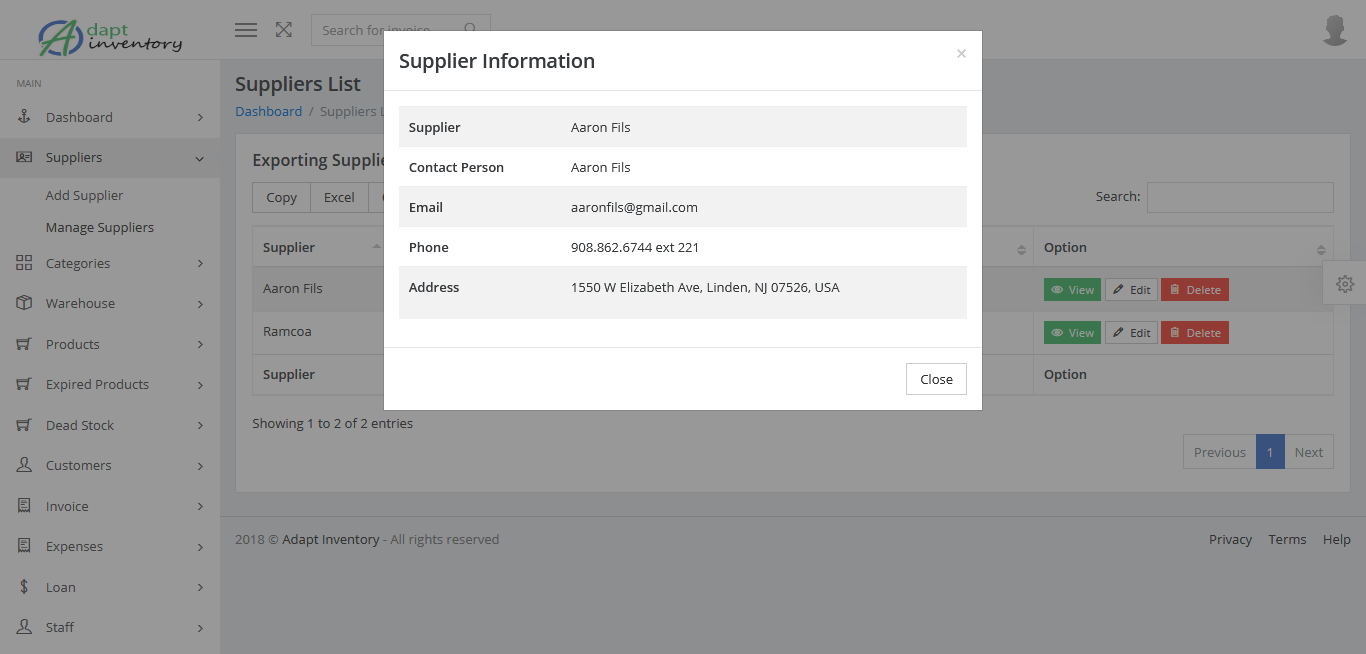 Adapt
inventory
Search for invoice
Supplier Information
×
MAIN
Dashboard
Suppliers
Add Supplier
Manage Suppliers
Categories
Warehouse
Products
Expired Products
Dead Stock
Customers
Invoice
Expenses
Loan
Staff
Suppliers List
Dashboard / Suppliers
Exporting
Copy Excel
Search:
Supplier Option
Aaron Fils View Edit Delete
Ramcoa View Edit Delete
Supplier Option
Supplier Aaron Fils
Contact Person Aaron Fils
Email aaronfils@gmail.com
Phone 908.862.6744 ext 221
Address 1550 W Elizabeth Ave, Linden, NJ 07526, USA
Close
Showing 1 to 2 of 2 entries
Previous 1 Next
2018 © Adapt Inventory - All rights reserved
Privacy Terms Help